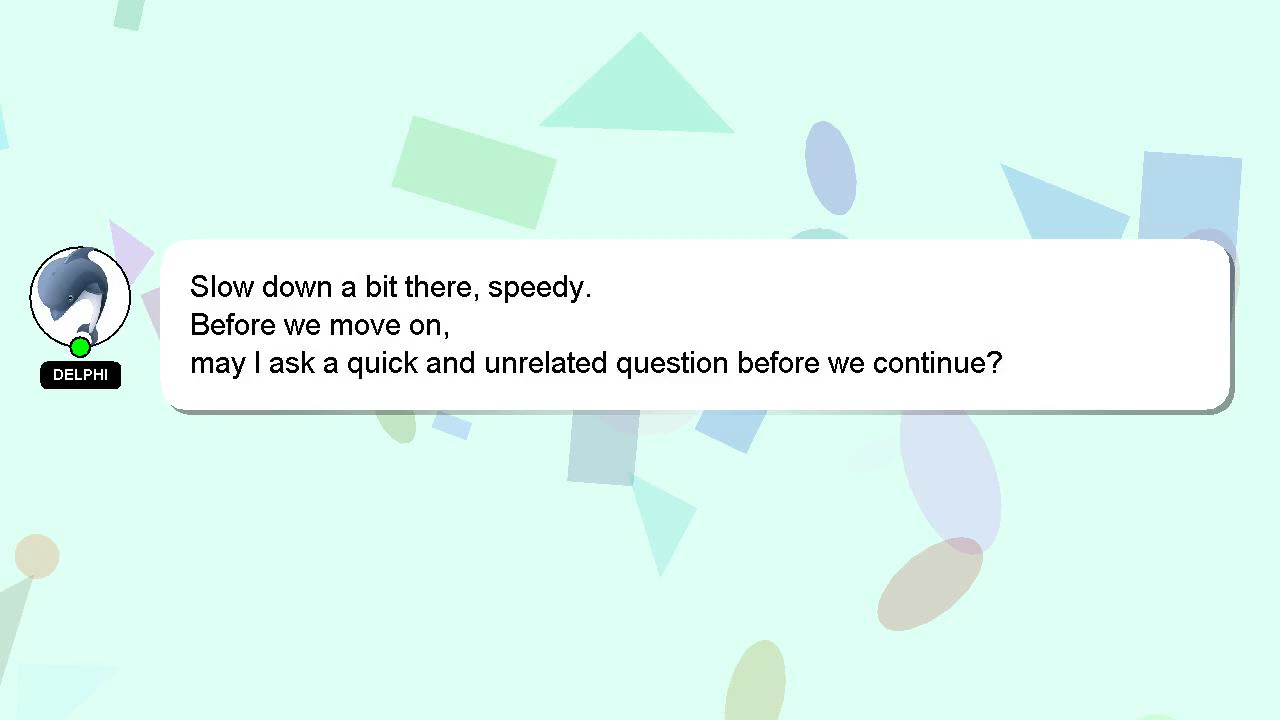 Slow down a bit there, speedy.
Before we move on,
may I ask a quick and unrelated question before we continue?
DELPHI